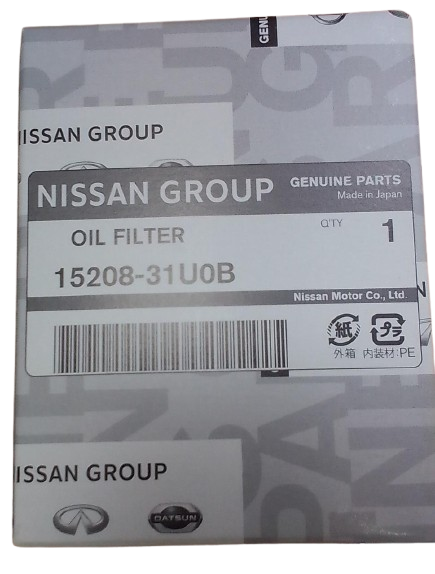 GENU
NISSAN GROUP
NISSAN GROUP
GENUINE PARTS
Made in Japan
OIL FILTER
Q'TY
1
15208-31U0B
Nissan Motor Co., Ltd.
紙
プラ
外箱
内装材:PE
NISSAN GROUP
DATSUN